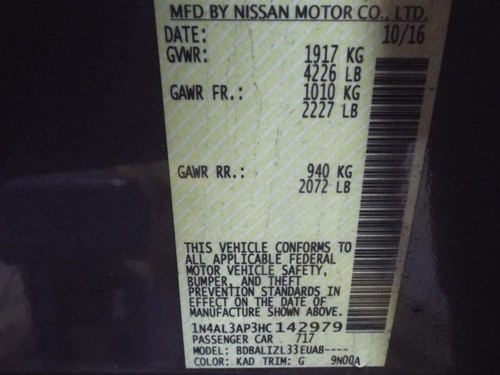 MFD BY NISSAN MOTOR CO., LTD.
DATE: 10/16
GVWR: 1917 KG
4226 LB
GAWR FR.: 1010 KG
2227 LB
GAWR RR.: 940 KG
2072 LB
THIS VEHICLE CONFORMS TO
ALL APPLICABLE FEDERAL
MOTOR VEHICLE SAFETY,
BUMPER, AND THEFT
PREVENTION STANDARDS IN
EFFECT ON THE DATE OF
MANUFACTURE SHOWN ABOVE.
1N4AL3AP3HC142979
PASSENGER CAR 717
MODEL: BDBALIZL33EUAB----
COLOR: KAD TRIM: G 9N00A